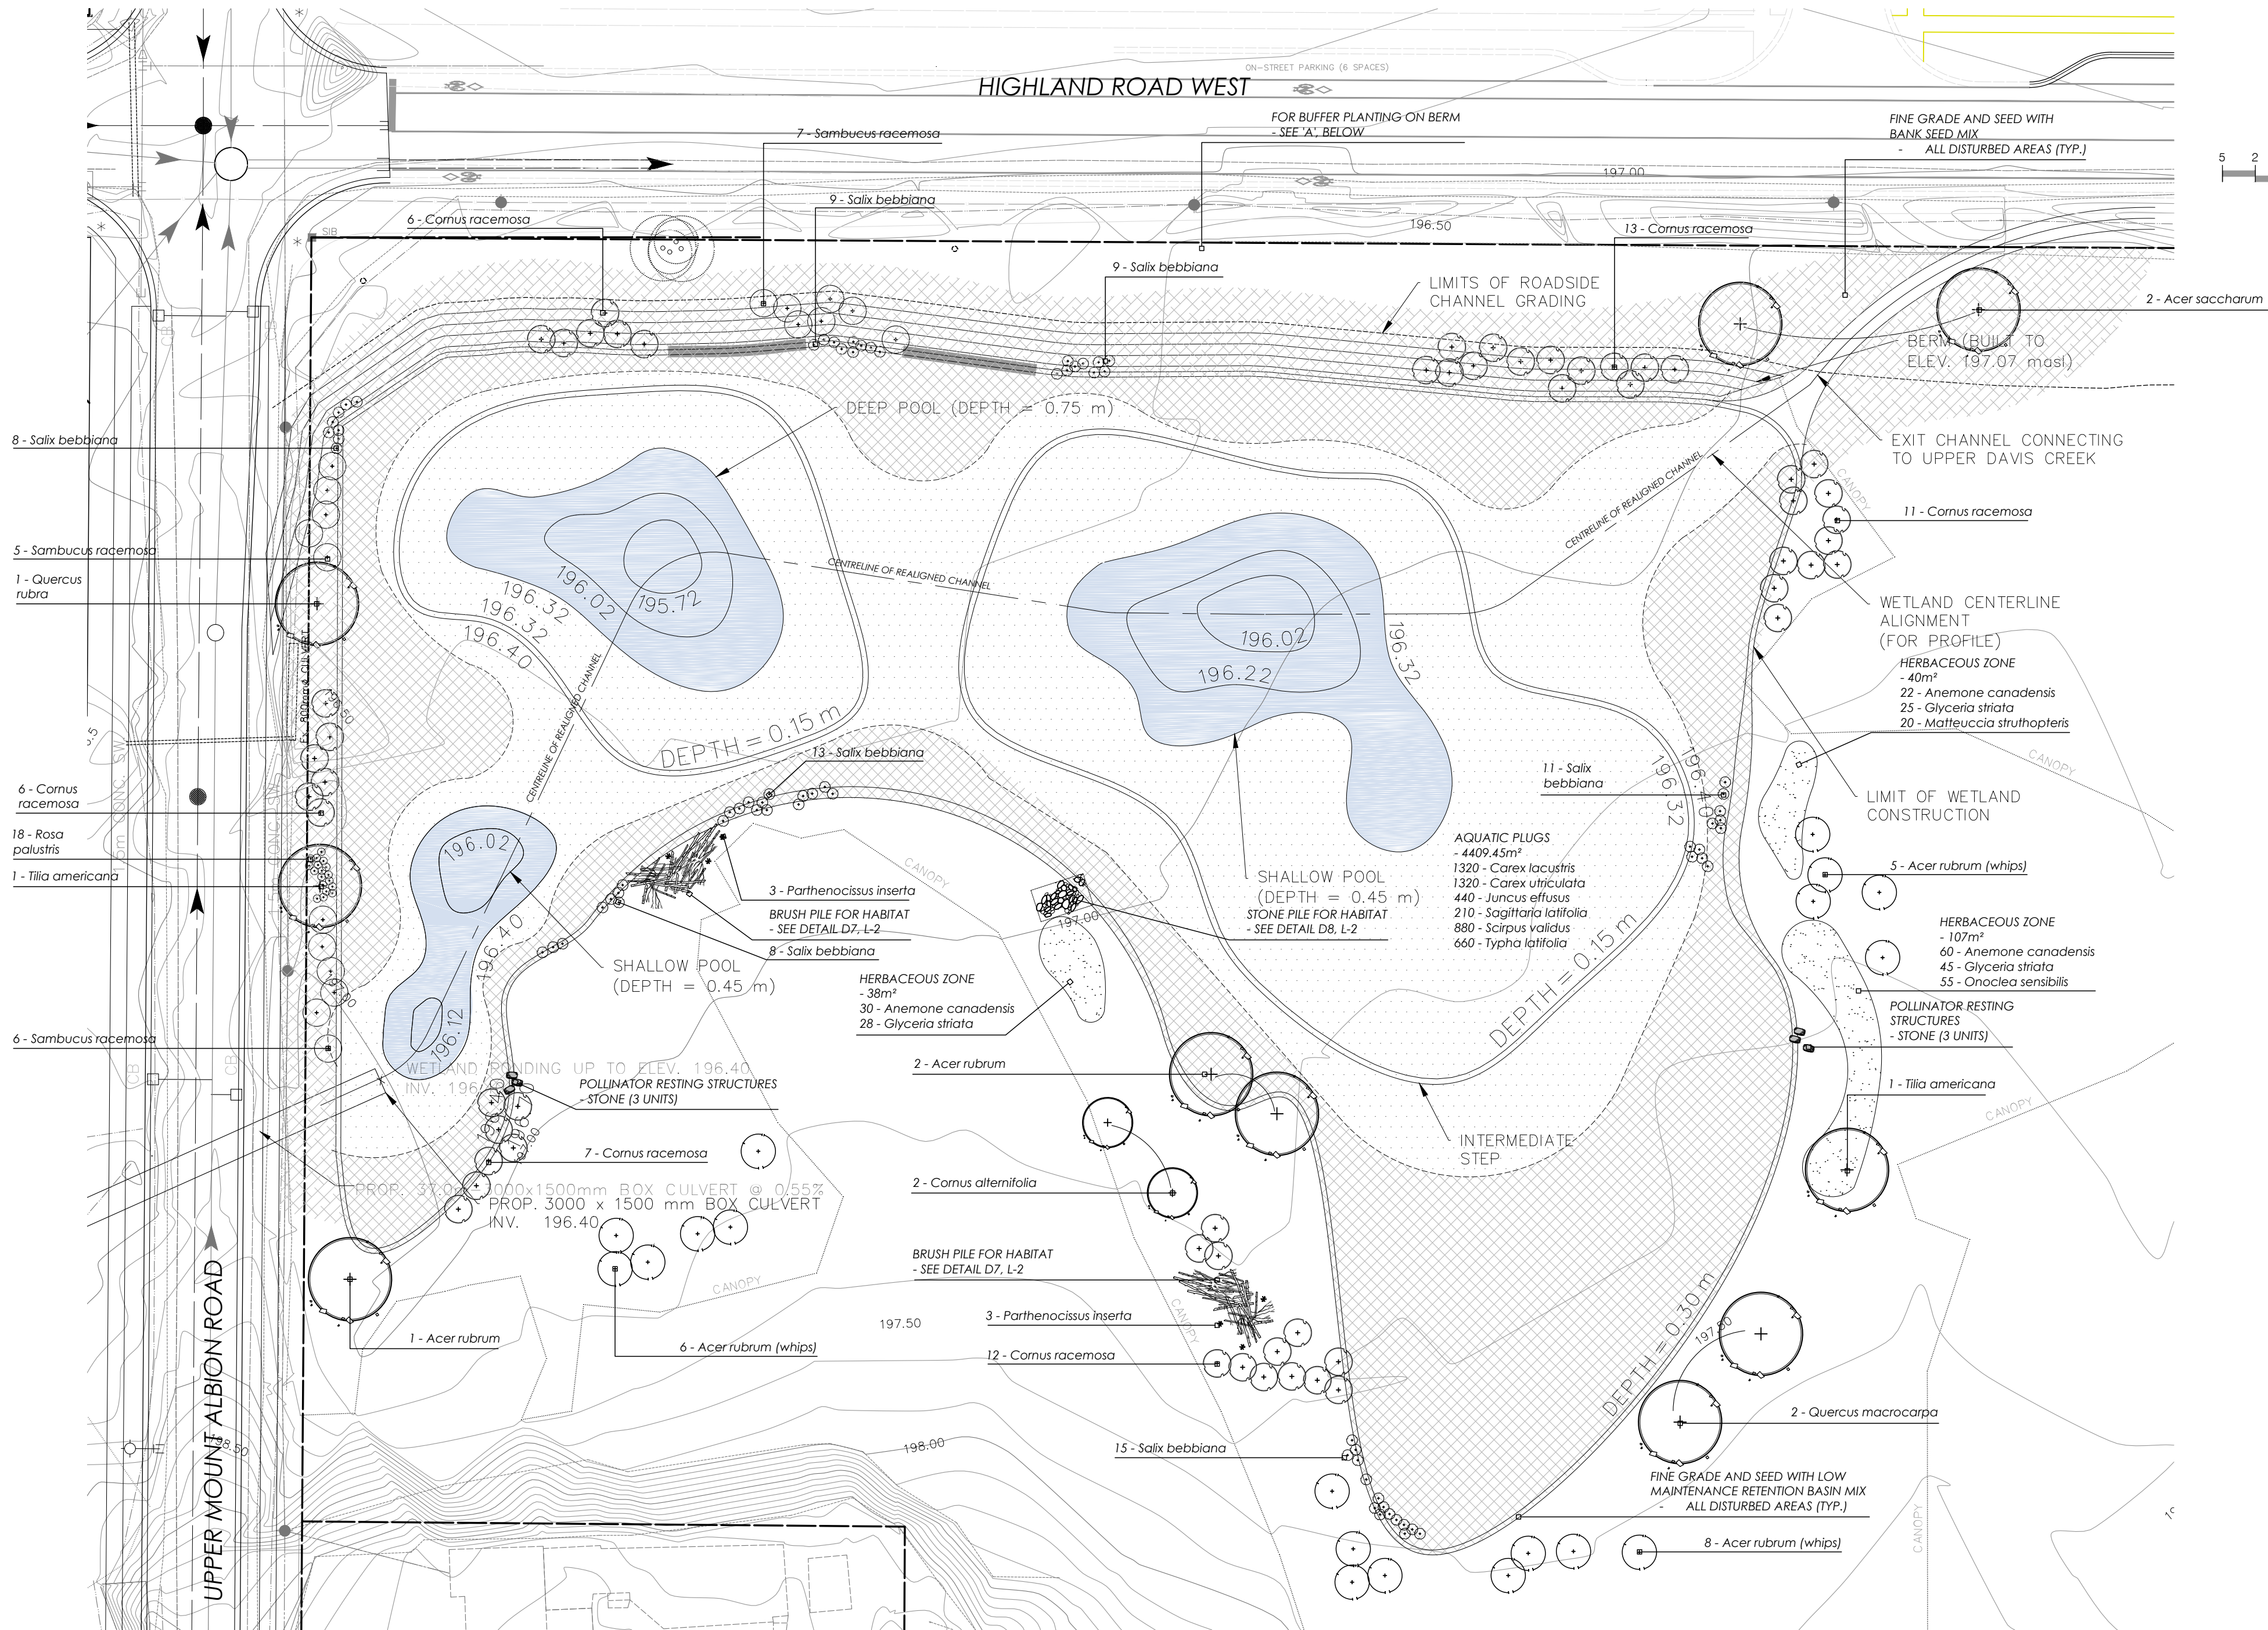 ON-STREET PARKING (6 SPACES)
HIGHLAND ROAD WEST
7 - Sambucus racemosa
FOR BUFFER PLANTING ON BERM
- SEE 'A', BELOW
FINE GRADE AND SEED WITH
BANK SEED MIX
- ALL DISTURBED AREAS (TYP.)
5 2
197.00
9 - Salix bebbiana
6 - Cornus racemosa
196.50
13 - Cornus racemosa
SIB
9 - Salix bebbiana
LIMITS OF ROADSIDE
CHANNEL GRADING
2 - Acer saccharum
BERM (BUILT TO
ELEV. 197.07 masl)
DEEP POOL (DEPTH = 0.75 m)
8 - Salix bebbiana
EXIT CHANNEL CONNECTING
TO UPPER DAVIS CREEK
CENTRELINE OF REALIGNED CHANNEL
CANOPY
11 - Cornus racemosa
5 - Sambucus racemosa
1 - Quercus
rubra
CENTRELINE OF REALIGNED CHANNEL
196.32
196.02
195.72
196.32
196.40
196.02
196.22
196.32
WETLAND CENTERLINE
ALIGNMENT
(FOR PROFILE)
Ex. 800mmø CULVERT
CENTRELINE OF REALIGNED CHANNEL
HERBACEOUS ZONE
- 40m²
22 - Anemone canadensis
25 - Glyceria striata
20 - Matteuccia struthopteris
DEPTH = 0.15 m
13 - Salix bebbiana
CANOPY
11 - Salix
bebbiana
196.32
196.40
6 - Cornus
racemosa
LIMIT OF WETLAND
CONSTRUCTION
18 - Rosa
palustris
1 - Tilia americana
196.02
CANOPY
AQUATIC PLUGS
- 4409.45m²
1320 - Carex lacustris
1320 - Carex utriculata
440 - Juncus effusus
210 - Sagittaria latifolia
880 - Scirpus validus
660 - Typha latifolia
5 - Acer rubrum (whips)
3 - Parthenocissus inserta
BRUSH PILE FOR HABITAT
- SEE DETAIL D7, L-2
8 - Salix bebbiana
SHALLOW POOL
(DEPTH = 0.45 m)
STONE PILE FOR HABITAT
- SEE DETAIL D8, L-2
197.00
HERBACEOUS ZONE
- 107m²
60 - Anemone canadensis
45 - Glyceria striata
55 - Onoclea sensibilis
196.40
SHALLOW POOL
(DEPTH = 0.45 m)
HERBACEOUS ZONE
- 38m²
30 - Anemone canadensis
28 - Glyceria striata
DEPTH = 0.15 m
POLLINATOR RESTING
STRUCTURES
- STONE (3 UNITS)
196.12
6 - Sambucus racemosa
WETLAND PONDING UP TO ELEV. 196.40
POLLINATOR RESTING STRUCTURES
- STONE (3 UNITS)
2 - Acer rubrum
1 - Tilia americana
CANOPY
INTERMEDIATE
STEP
7 - Cornus racemosa
2 - Cornus alternifolia
PROP. 3000 x 1500 mm BOX CULVERT
INV. 196.40
BRUSH PILE FOR HABITAT
- SEE DETAIL D7, L-2
CANOPY
CANOPY
3 - Parthenocissus inserta
197.50
1 - Acer rubrum
6 - Acer rubrum (whips)
12 - Cornus racemosa
DEPTH = 0.30 m
2 - Quercus macrocarpa
UPPER MOUNT ALBION ROAD
198.50
198.00
15 - Salix bebbiana
FINE GRADE AND SEED WITH LOW
MAINTENANCE RETENTION BASIN MIX
- ALL DISTURBED AREAS (TYP.)
CANOPY
8 - Acer rubrum (whips)